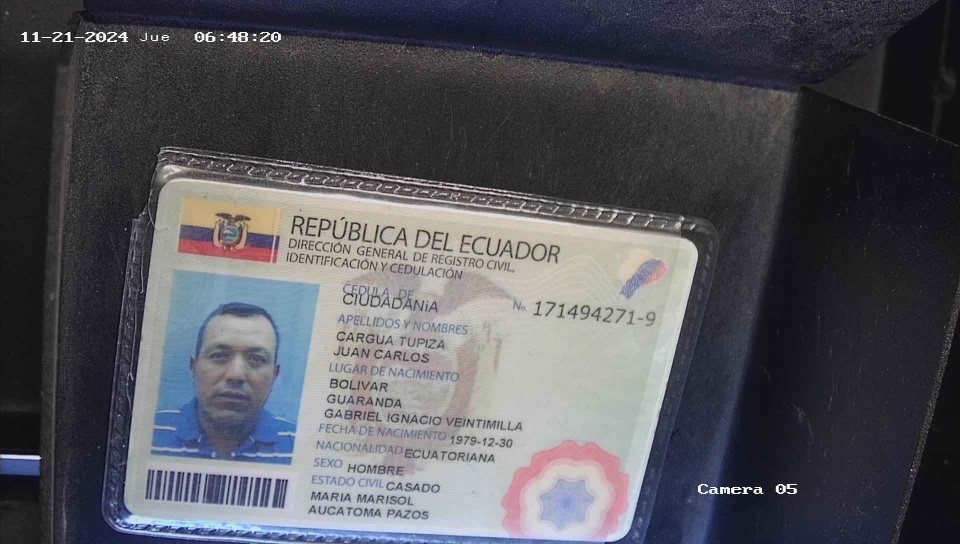 11-21-2024 Jue 06:48:20
REPÚBLICA DEL ECUADOR
DIRECCIÓN GENERAL DE REGISTRO CIVIL,
IDENTIFICACIÓN Y CEDULACIÓN
CÉDULA DE
CIUDADANiA
No. 171494271-9
APELLIDOS Y NOMBRES
CARGUA TUPIZA
JUAN CARLOS
LUGAR DE NACIMIENTO
BOLIVAR
GUARANDA
GABRIEL IGNACIO VEINTIMILLA
FECHA DE NACIMIENTO 1979-12-30
NACIONALIDAD ECUATORIANA
SEXO HOMBRE
ESTADO CIVIL CASADO
MARIA MARISOL
AUCATOMA PAZOS
Camera 05